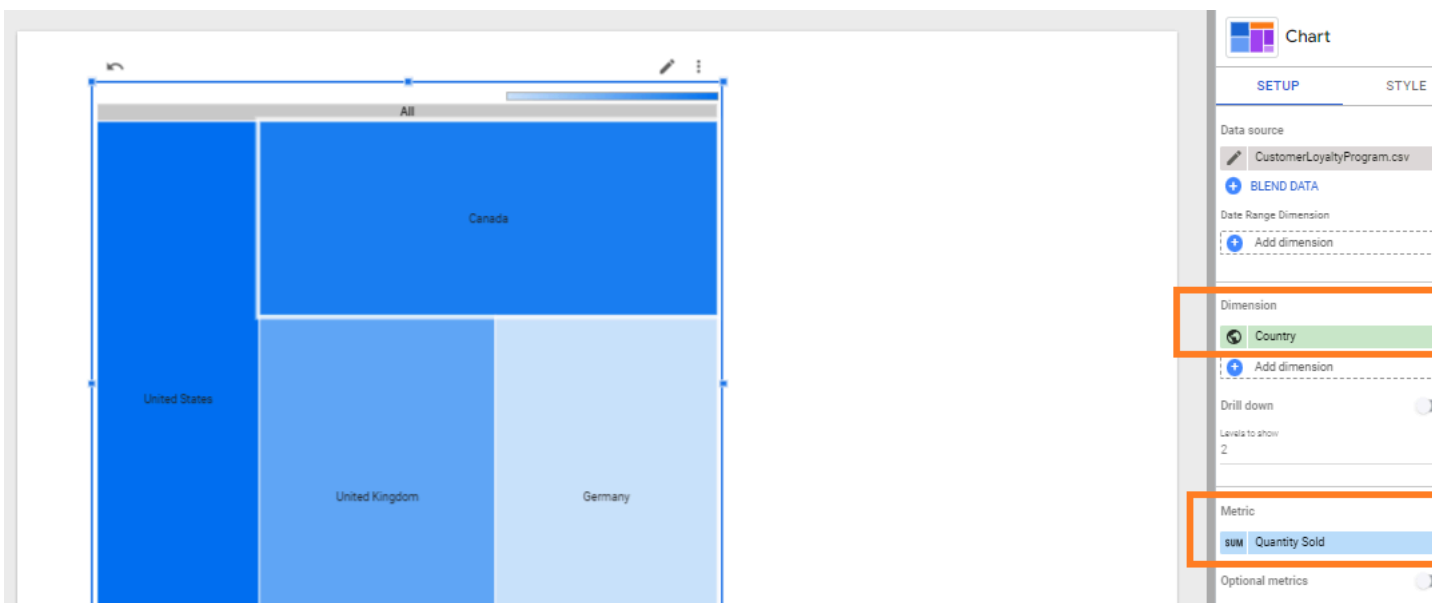 Chart
SETUP STYLE
All
Canada
United States
United Kingdom
Germany
Data source
CustomerLoyaltyProgram.csv
BLEND DATA
Date Range Dimension
Add dimension
Dimension
Country
Add dimension
Drill down
Levels to show
2
Metric
SUM Quantity Sold
Optional metrics